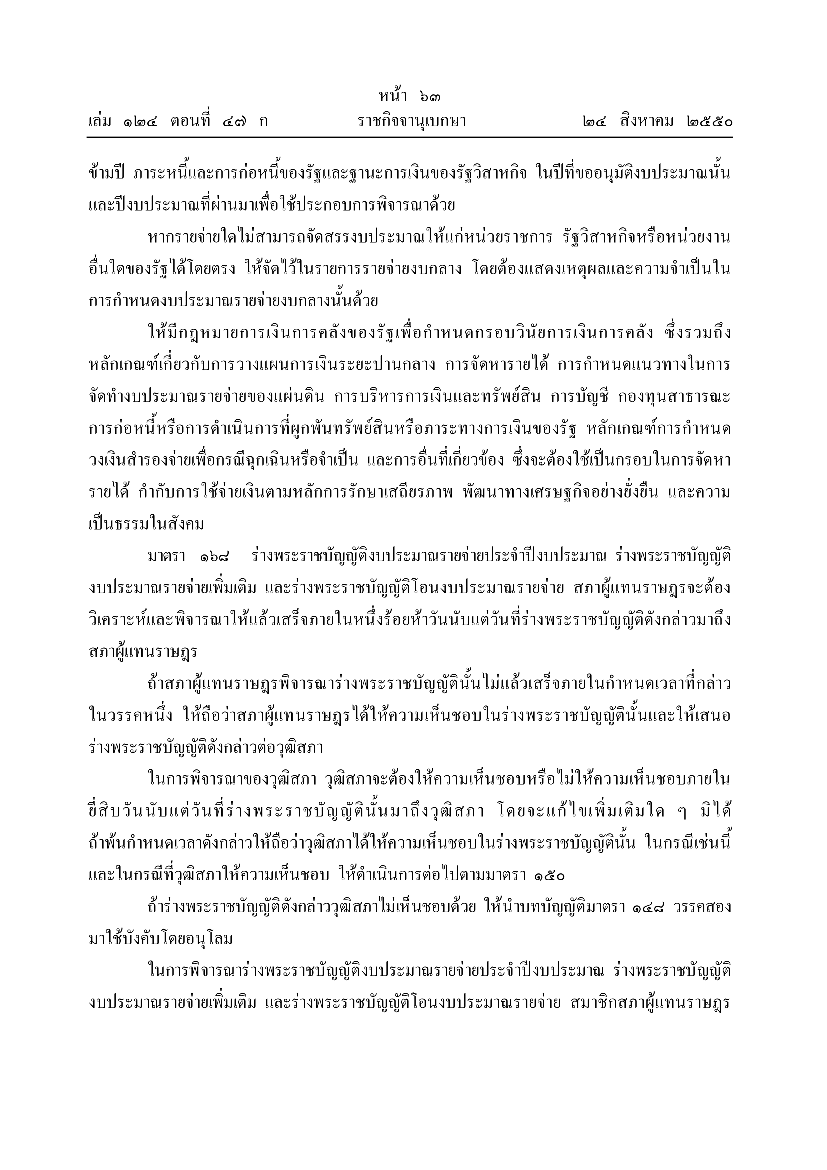 หน้า ๖๓
เล่ม ๑๒๔ ตอนที่ ๔๗ ก ราชกิจจานุเบกษา ๒๔ สิงหาคม ๒๕๕๐
ข้ามปี ภาระหนี้และการก่อหนี้ของรัฐและฐานะการเงินของรัฐวิสาหกิจ ในปีที่ขออนุมัติงบประมาณนั้น
และปีงบประมาณที่ผ่านมาเพื่อใช้ประกอบการพิจารณาด้วย
หากรายจ่ายใดไม่สามารถจัดสรรงบประมาณให้แก่หน่วยราชการ รัฐวิสาหกิจหรือหน่วยงาน
อื่นใดของรัฐได้โดยตรง ให้จัดไว้ในรายการรายจ่ายงบกลาง โดยต้องแสดงเหตุผลและความจำเป็นใน
การกำหนดงบประมาณรายจ่ายงบกลางนั้นด้วย
ให้มีกฎหมายการเงินการคลังของรัฐเพื่อกำหนดกรอบวินัยการเงินการคลัง ซึ่งรวมถึง
หลักเกณฑ์เกี่ยวกับการวางแผนการเงินระยะปานกลาง การจัดหารายได้ การกำหนดแนวทางในการ
จัดทำงบประมาณรายจ่ายของแผ่นดิน การบริหารการเงินและทรัพย์สิน การบัญชี กองทุนสาธารณะ
การก่อหนี้หรือการดำเนินการที่ผูกพันทรัพย์สินหรือภาระทางการเงินของรัฐ หลักเกณฑ์การกำหนด
วงเงินสำรองจ่ายเพื่อกรณีฉุกเฉินหรือจำเป็น และการอื่นที่เกี่ยวข้อง ซึ่งจะต้องใช้เป็นกรอบในการจัดหา
รายได้ กำกับการใช้จ่ายเงินตามหลักการรักษาเสถียรภาพ พัฒนาทางเศรษฐกิจอย่างยั่งยืน และความ
เป็นธรรมในสังคม
มาตรา ๑๖๘ ร่างพระราชบัญญัติงบประมาณรายจ่ายประจำปีงบประมาณ ร่างพระราชบัญญัติ
งบประมาณรายจ่ายเพิ่มเติม และร่างพระราชบัญญัติโอนงบประมาณรายจ่าย สภาผู้แทนราษฎรจะต้อง
วิเคราะห์และพิจารณาให้แล้วเสร็จภายในหนึ่งร้อยห้าวันนับแต่วันที่ร่างพระราชบัญญัติดังกล่าวมาถึง
สภาผู้แทนราษฎร
ถ้าสภาผู้แทนราษฎรพิจารณาร่างพระราชบัญญัตินั้นไม่แล้วเสร็จภายในกำหนดเวลาที่กล่าว
ในวรรคหนึ่ง ให้ถือว่าสภาผู้แทนราษฎรได้ให้ความเห็นชอบในร่างพระราชบัญญัตินั้นและให้เสนอ
ร่างพระราชบัญญัติดังกล่าวต่อวุฒิสภา
ในการพิจารณาของวุฒิสภา วุฒิสภาจะต้องให้ความเห็นชอบหรือไม่ให้ความเห็นชอบภายใน
ยี่สิบวันนับแต่วันที่ร่างพระราชบัญญัตินั้นมาถึงวุฒิสภา โดยจะแก้ไขเพิ่มเติมใด ๆ มิได้
ถ้าพ้นกำหนดเวลาดังกล่าวให้ถือว่าวุฒิสภาได้ให้ความเห็นชอบในร่างพระราชบัญญัตินั้น ในกรณีเช่นนี้
และในกรณีที่วุฒิสภาให้ความเห็นชอบ ให้ดำเนินการต่อไปตามมาตรา ๑๕๐
ถ้าร่างพระราชบัญญัติดังกล่าววุฒิสภาไม่เห็นชอบด้วย ให้นำบทบัญญัติมาตรา ๑๔๘ วรรคสอง
มาใช้บังคับโดยอนุโลม
ในการพิจารณาร่างพระราชบัญญัติงบประมาณรายจ่ายประจำปีงบประมาณ ร่างพระราชบัญญัติ
งบประมาณรายจ่ายเพิ่มเติม และร่างพระราชบัญญัติโอนงบประมาณรายจ่าย สมาชิกสภาผู้แทนราษฎร